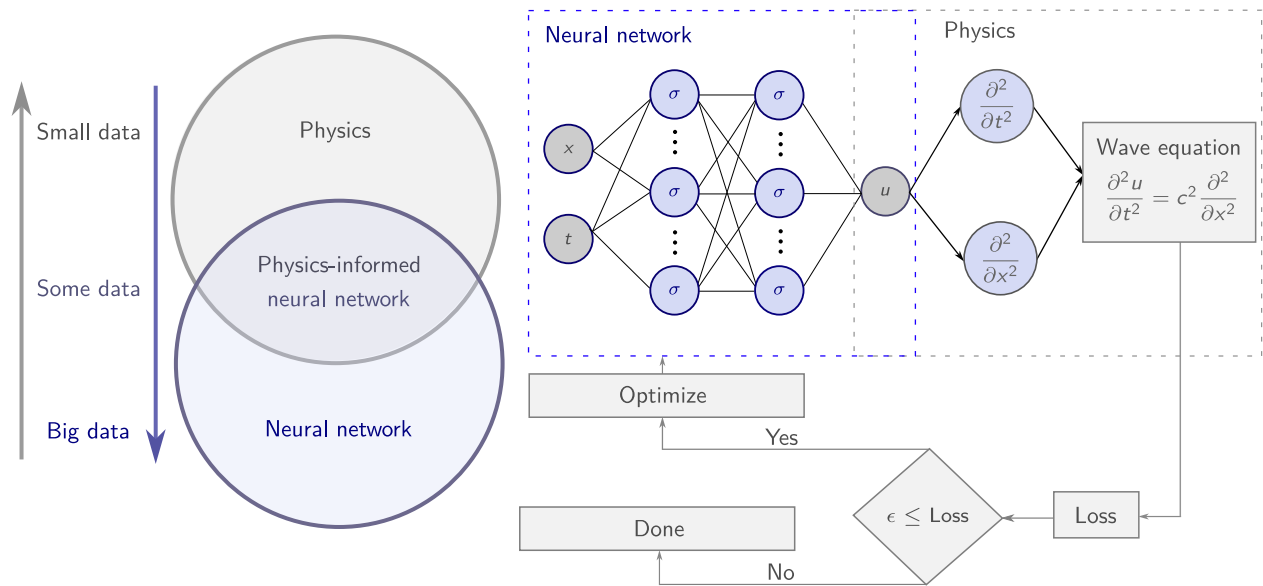 Small data
Some data
Big data
Physics
Physics-informed
neural network
Neural network
Neural network
x
t
σ
σ
σ
σ
σ
σ
u
Physics
∂²/∂t²
∂²/∂x²
Wave equation
∂²u/∂t² = c² ∂²/∂x²
Optimize
Yes
ϵ ≤ Loss
Loss
Done
No